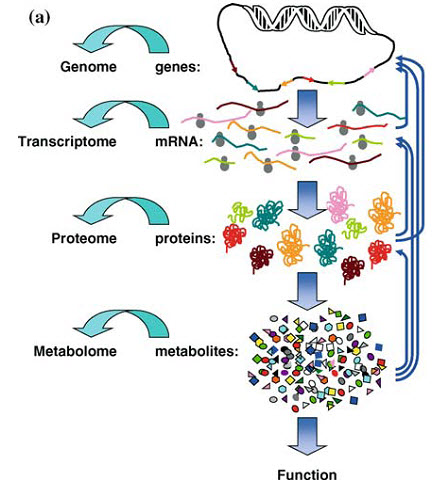 (a)
Genome genes:
Transcriptome mRNA:
Proteome proteins:
Metabolome metabolites:
Function